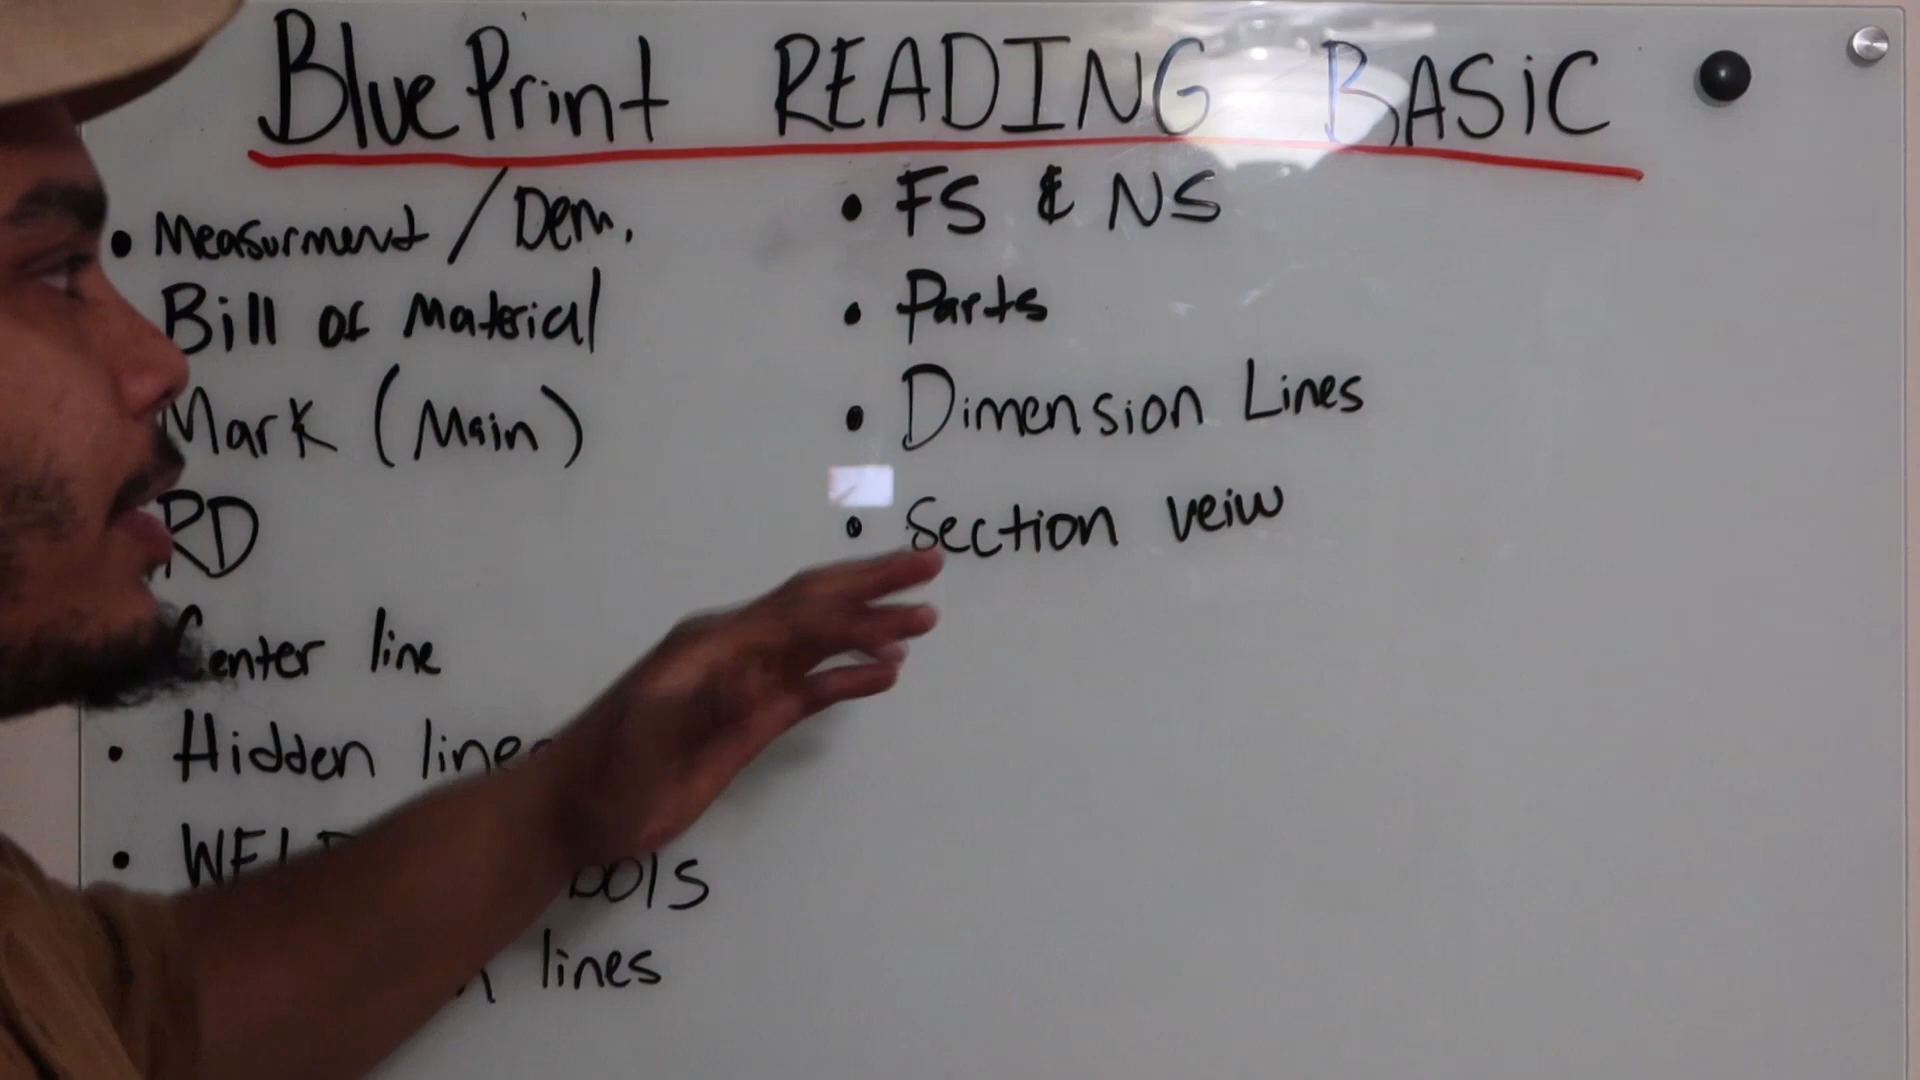 BluePrint READING BASiC
• Measurment / Dem.
Bill of Material
Mark (Main)
RD
Center line
• Hidden lines
•
lines
• FS & NS
• Parts
• Dimension Lines
• Section veiw